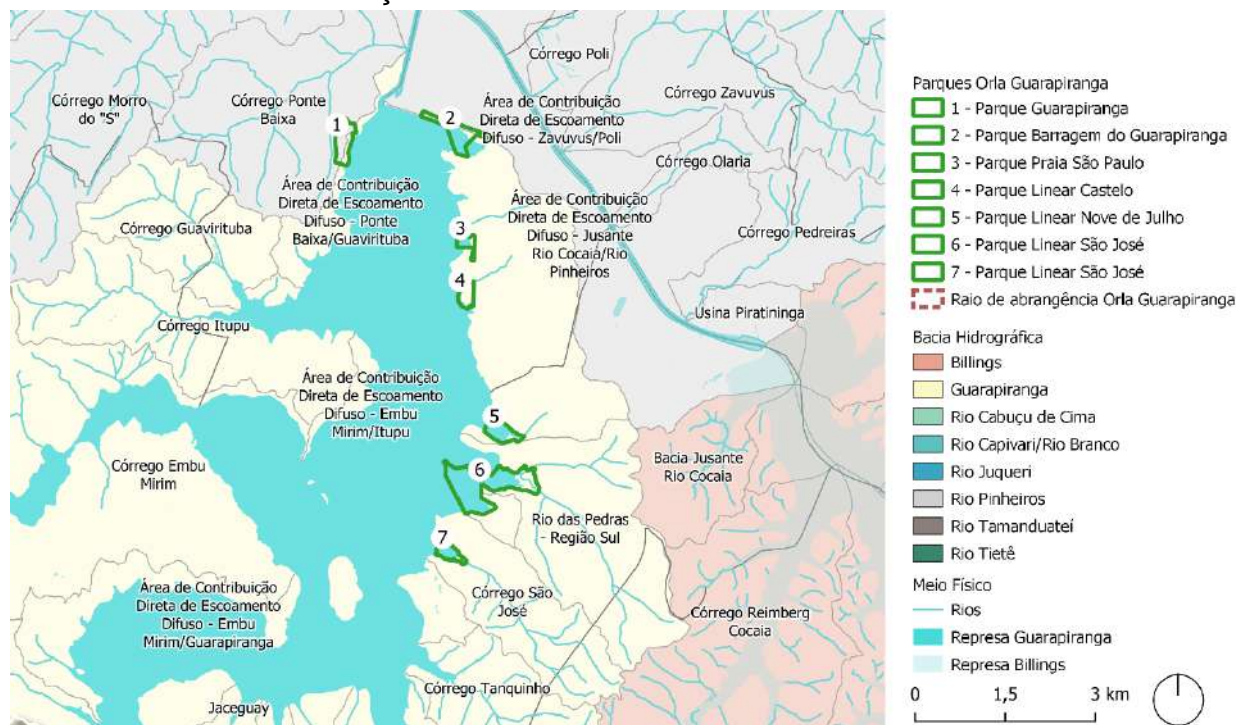 Ç
Córrego Morro
do "S"
Córrego Ponte
Baixa
Córrego Poli
Área de Contribuição
Direta de Escoamento
Difuso - Zavuvus/Poli
Córrego Zavuvus
1
2
Córrego Olaria
Área de Contribuição
Direta de Escoamento
Difuso - Ponte
Baixa/Guavirituba
Córrego Guavirituba
Área de Contribuição
Direta de Escoamento
Difuso - Jusante
Rio Cocaia/Rio
Pinheiros
3
4
Córrego Pedreiras
Usina Piratininga
Córrego Itupu
Área de Contribuição
Direta de Escoamento
Difuso - Embu
Mirim/Itupu
5
6
7
Córrego Embu
Mirim
Bacia Jusante
Rio Cocaia
Rio das Pedras
- Região Sul
Área de Contribuição
Direta de Escoamento
Difuso - Embu
Mirim/Guarapiranga
Córrego São
José
Córrego Reimberg
Cocaia
Córrego Tanquinho
Jaceguay
Parques Orla Guarapiranga
1 - Parque Guarapiranga
2 - Parque Barragem do Guarapiranga
3 - Parque Praia São Paulo
4 - Parque Linear Castelo
5 - Parque Linear Nove de Julho
6 - Parque Linear São José
7 - Parque Linear São José
Raio de abrangência Orla Guarapiranga
Bacia Hidrográfica
Billings
Guarapiranga
Rio Cabuçu de Cima
Rio Capivari/Rio Branco
Rio Juqueri
Rio Pinheiros
Rio Tamanduateí
Rio Tietê
Meio Físico
Rios
Represa Guarapiranga
Represa Billings
0 1,5 3 km